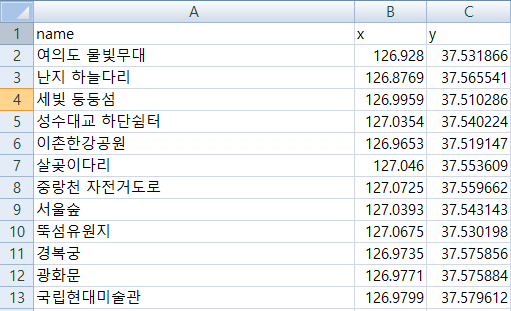 A B C
1 name x y
2 여의도 물빛무대 126.928 37.531866
3 난지 하늘다리 126.8769 37.565541
4 세빛 둥둥섬 126.9959 37.510286
5 성수대교 하단쉼터 127.0354 37.540224
6 이촌한강공원 126.9653 37.519147
7 살곶이다리 127.046 37.553609
8 중랑천 자전거도로 127.0725 37.559662
9 서울숲 127.0393 37.543143
10 뚝섬유원지 127.0675 37.530198
11 경복궁 126.9735 37.575856
12 광화문 126.9771 37.575884
13 국립현대미술관 126.9799 37.579612